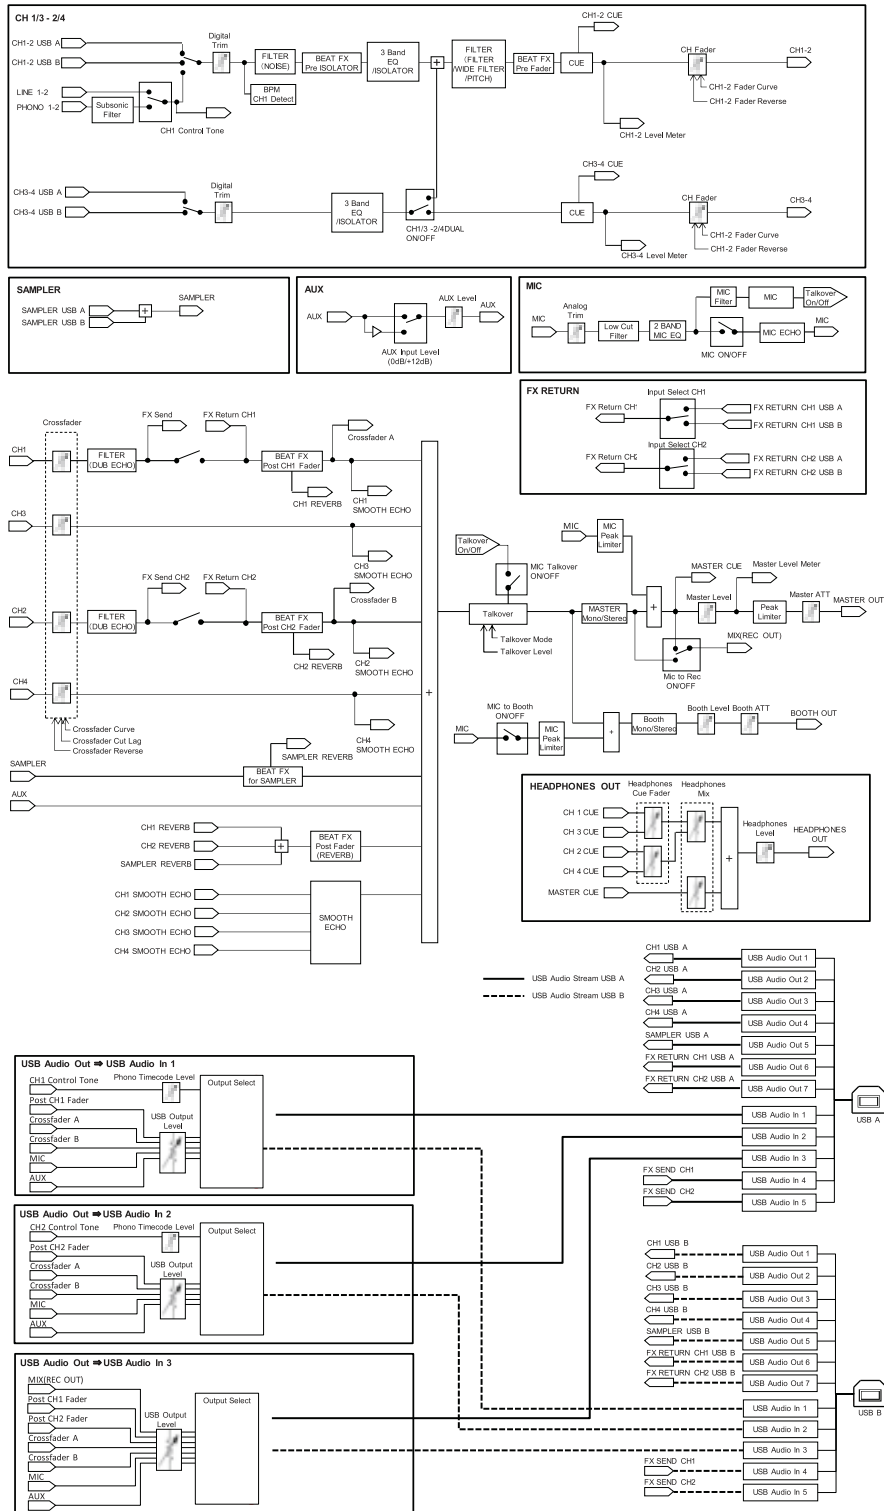 CH 1/3 - 2/4
CH1-2 USB A
CH1-2 USB B
LINE 1-2
PHONO 1-2
Subsonic
Filter
CH1 Control Tone
Digital
Trim
FILTER
(NOISE)
BPM
CH1 Detect
BEAT FX
Pre ISOLATOR
3 Band
EQ
/ISOLATOR
+
FILTER
(FILTER
/WIDE FILTER
/PITCH)
BEAT FX
Pre Fader
CH1-2 CUE
CUE
CH1-2 Level Meter
CH Fader
CH1-2
CH1-2 Fader Curve
CH1-2 Fader Reverse
CH3-4 USB A
CH3-4 USB B
Digital
Trim
3 Band
EQ
/ISOLATOR
CH1/3 -2/4DUAL
ON/OFF
CH3-4 CUE
CUE
CH3-4 Level Meter
CH Fader
CH3-4
CH1-2 Fader Curve
CH1-2 Fader Reverse
SAMPLER
SAMPLER USB A
SAMPLER USB B
+
SAMPLER
AUX
AUX
AUX Input Level
(0dB/+12dB)
AUX Level
AUX
MIC
MIC
Analog
Trim
Low Cut
Filter
2 BAND
MIC EQ
MIC
Filter
MIC
Talkover
On/Off
MIC ON/OFF
MIC ECHO
MIC
FX RETURN
Input Select CH1
FX Return CH
FX RETURN CH1 USB A
FX RETURN CH1 USB B
Input Select CH2
FX Return CH
FX RETURN CH2 USB A
FX RETURN CH2 USB B
Crossfader
CH1
FILTER
(DUB ECHO)
FX Send
FX Return CH1
BEAT FX
Post CH1 Fader
Crossfader A
CH1 REVERB
CH1
SMOOTH ECHO
CH3
CH3
SMOOTH ECHO
CH2
FILTER
(DUB ECHO)
FX Send CH2
FX Return CH2
BEAT FX
Post CH2 Fader
Crossfader B
CH2 REVERB
CH2
SMOOTH ECHO
CH4
CH4
SMOOTH ECHO
Crossfader Curve
Crossfader Cut Lag
Crossfader Reverse
SAMPLER
BEAT FX
for SAMPLER
SAMPLER REVERB
AUX
CH1 REVERB
CH2 REVERB
SAMPLER REVERB
+
BEAT FX
Post Fader
(REVERB)
CH1 SMOOTH ECHO
CH2 SMOOTH ECHO
CH3 SMOOTH ECHO
CH4 SMOOTH ECHO
SMOOTH
ECHO
+
Talkover
On/Off
MIC Talkover
ON/OFF
Talkover
Talkover Mode
Talkover Level
MIC
MIC
Peak
Limiter
MASTER
Mono/Stereo
+
MASTER CUE
Master Level Meter
Master Level
Peak
Limiter
Master ATT
MASTER OUT
MIX(REC OUT)
Mic to Rec
ON/OFF
MIC
MIC to Booth
ON/OFF
MIC
Peak
Limiter
+
Booth
Mono/Stereo
Booth Level
Booth ATT
BOOTH OUT
HEADPHONES OUT
Headphones
Cue Fader
Headphones
Mix
CH 1 CUE
CH 3 CUE
CH 2 CUE
CH 4 CUE
MASTER CUE
+
Headphones
Level
HEADPHONES
OUT
USB Audio Stream USB A
USB Audio Stream USB B
CH1 USB A
USB Audio Out 1
CH2 USB A
USB Audio Out 2
CH3 USB A
USB Audio Out 3
CH4 USB A
USB Audio Out 4
SAMPLER USB A
USB Audio Out 5
FX RETURN CH1 USB A
USB Audio Out 6
FX RETURN CH2 USB A
USB Audio Out 7
USB Audio In 1
USB Audio In 2
USB Audio In 3
FX SEND CH1
USB Audio In 4
FX SEND CH2
USB Audio In 5
USB A
USB Audio Out ⇒ USB Audio In 1
CH1 Control Tone
Phono Timecode Level
Output Select
Post CH1 Fader
Crossfader A
Crossfader B
MIC
AUX
USB Output
Level
USB Audio Out ⇒ USB Audio In 2
CH2 Control Tone
Phono Timecode Level
Output Select
Post CH2 Fader
Crossfader A
Crossfader B
MIC
AUX
USB Output
Level
USB Audio Out ⇒ USB Audio In 3
MIX(REC OUT)
Post CH1 Fader
Post CH2 Fader
Crossfader A
Crossfader B
MIC
AUX
USB Output
Level
Output Select
CH1 USB B
USB Audio Out 1
CH2 USB B
USB Audio Out 2
CH3 USB B
USB Audio Out 3
CH4 USB B
USB Audio Out 4
SAMPLER USB B
USB Audio Out 5
FX RETURN CH1 USB B
USB Audio Out 6
FX RETURN CH2 USB B
USB Audio Out 7
USB Audio In 1
USB Audio In 2
USB Audio In 3
FX SEND CH1
USB Audio In 4
FX SEND CH2
USB Audio In 5
USB B